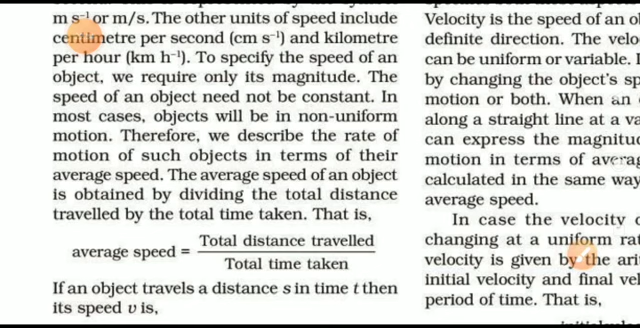 m s⁻¹ or m/s. The other units of speed include
centimetre per second (cm s⁻¹) and kilometre
per hour (km h⁻¹). To specify the speed of an
object, we require only its magnitude. The
speed of an object need not be constant. In
most cases, objects will be in non-uniform
motion. Therefore, we describe the rate of
motion of such objects in terms of their
average speed. The average speed of an object
is obtained by dividing the total distance
travelled by the total time taken. That is,
average speed = Total distance travelled
Total time taken
If an object travels a distance s in time t then
its speed v is,
Velocity is the speed of an
definite direction. The
can be uniform or variable.
by changing the object's
motion or both. When an
along a straight line at a
can express the
motion in terms of
calculated in the same way
average speed.
In case the velocity
changing at a uniform
velocity is given by the
initial velocity and final
period of time. That is,